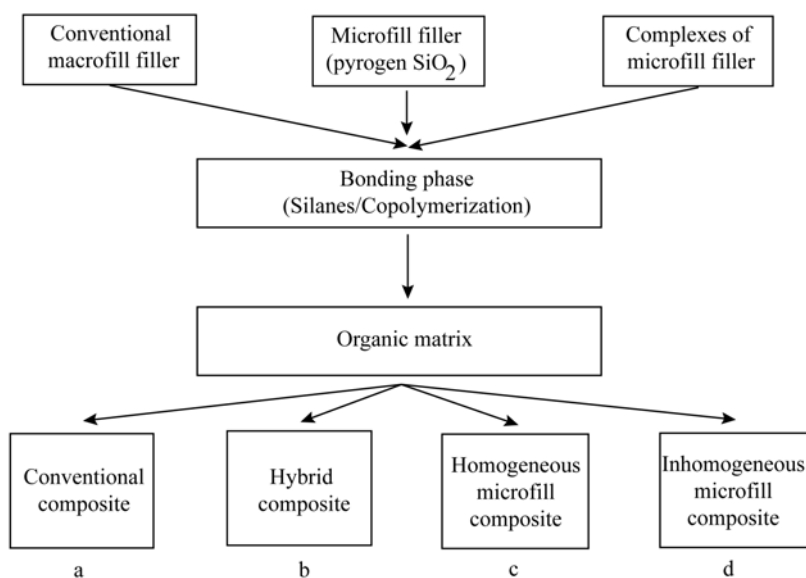 Conventional
macrofill filler
Microfill filler
(pyrogen SiO2)
Complexes of
microfill filler
Bonding phase
(Silanes/Copolymerization)
Organic matrix
Conventional
composite
Hybrid
composite
Homogeneous
microfill
composite
Inhomogeneous
microfill
composite
a
b
c
d